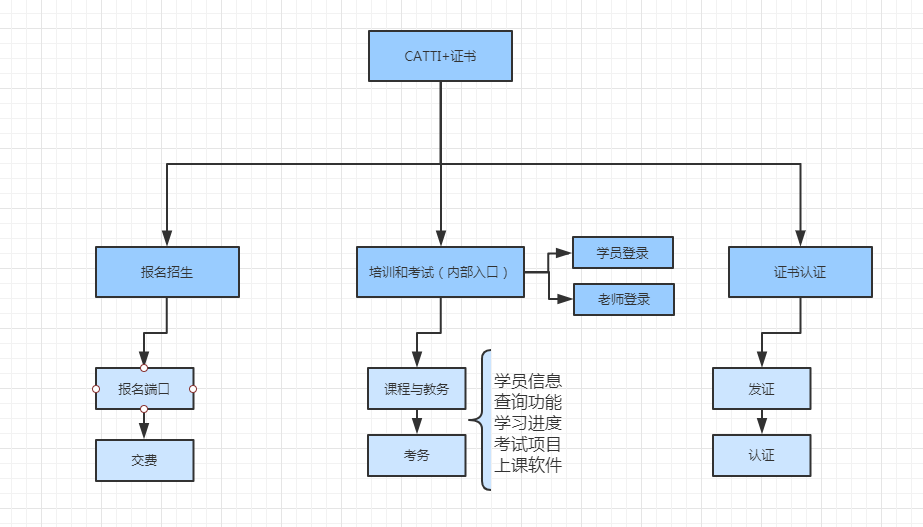 CATTI+证书
报名招生
培训和考试（内部入口）
学员登录
老师登录
证书认证
报名端口
交费
课程与教务
考务
学员信息
查询功能
学习进度
考试项目
上课软件
发证
认证